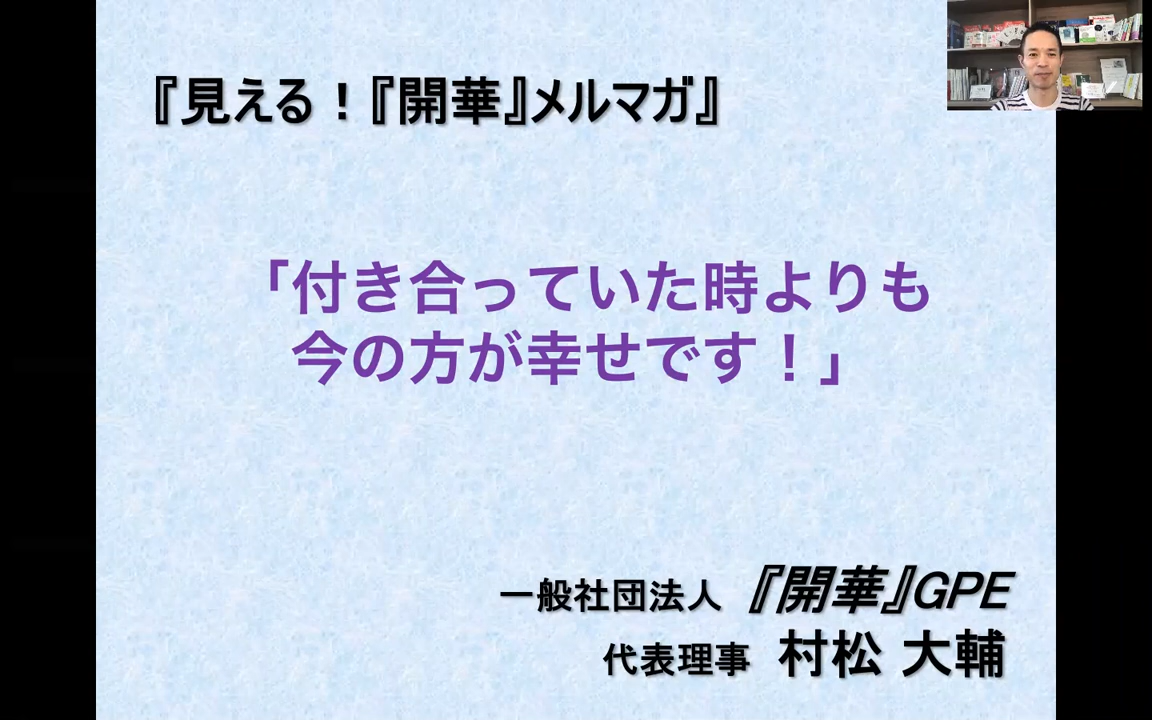 『見える！『開華』メルマガ』
「付き合っていた時よりも
今の方が幸せです！」
一般社団法人 『開華』GPE
代表理事 村松 大輔